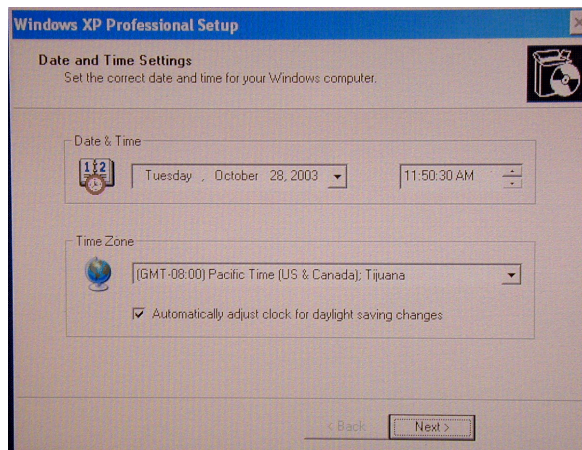 Windows XP Professional Setup
Date and Time Settings
Set the correct date and time for your Windows computer.
Date & Time
Tuesday , October 28, 2003
11:50:30 AM
Time Zone
(GMT-08:00) Pacific Time (US & Canada); Tijuana
Automatically adjust clock for daylight saving changes
< Back
Next >